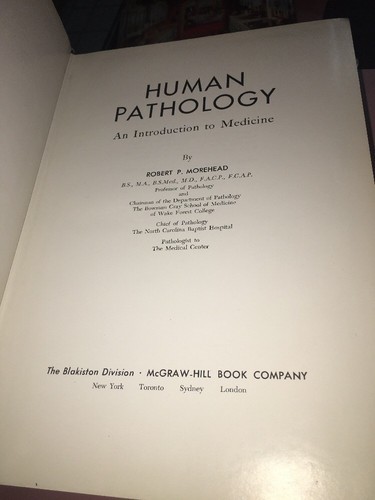 HUMAN
PATHOLOGY
An Introduction to Medicine
By
ROBERT P. MOREHEAD
B.S., M.A., B.S.Med., M.D., F.A.C.P., F.C.A.P.
Professor of Pathology
and
Chairman of the Department of Pathology
The Bowman Gray School of Medicine
of Wake Forest College
Chief of Pathology
The North Carolina Baptist Hospital
Pathologist to
The Medical Center
The Blakiston Division · McGRAW-HILL BOOK COMPANY
New York Toronto Sydney London